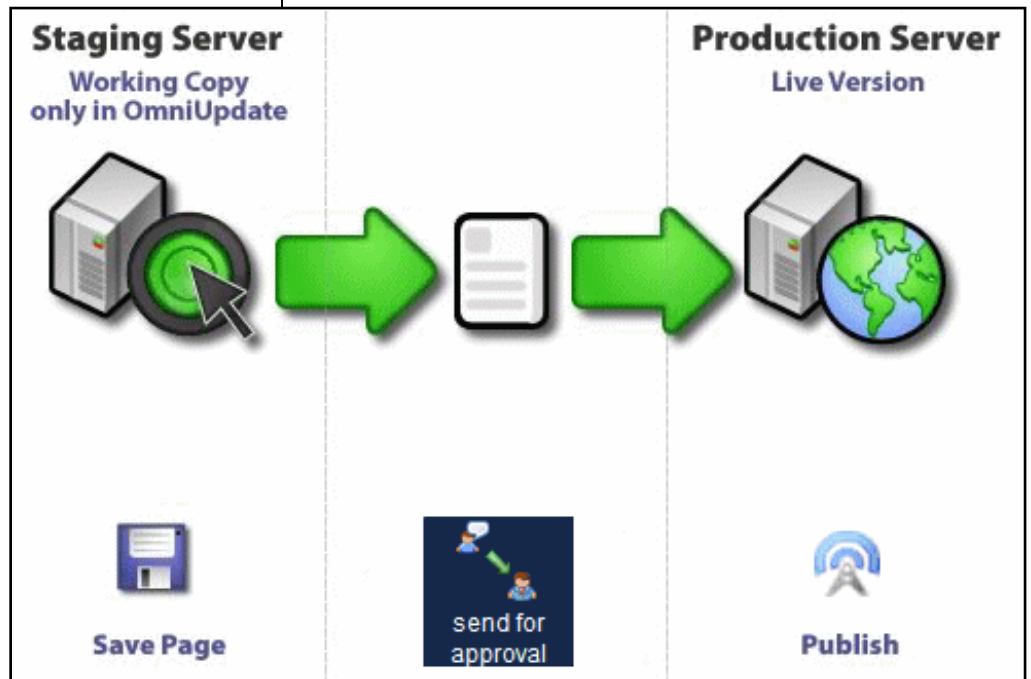 Staging Server
Working Copy
only in OmniUpdate
Production Server
Live Version
Save Page
send for
approval
Publish